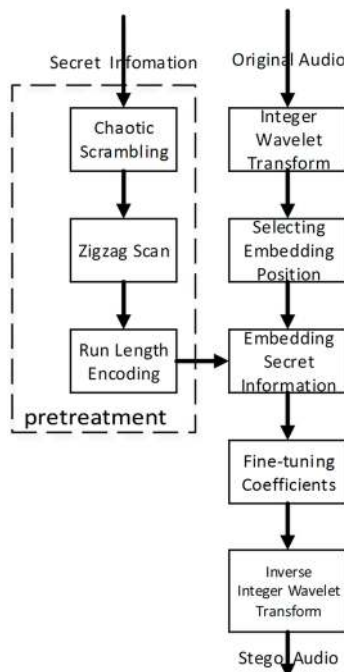 Secret Infomation
Original Audio
Chaotic
Scrambling
Integer
Wavelet
Transform
Zigzag Scan
Selecting
Embedding
Position
Run Length
Encoding
Embedding
Secret
Information
pretreatment
Fine-tuning
Coefficients
Inverse
Integer Wavelet
Transform
Stego Audio